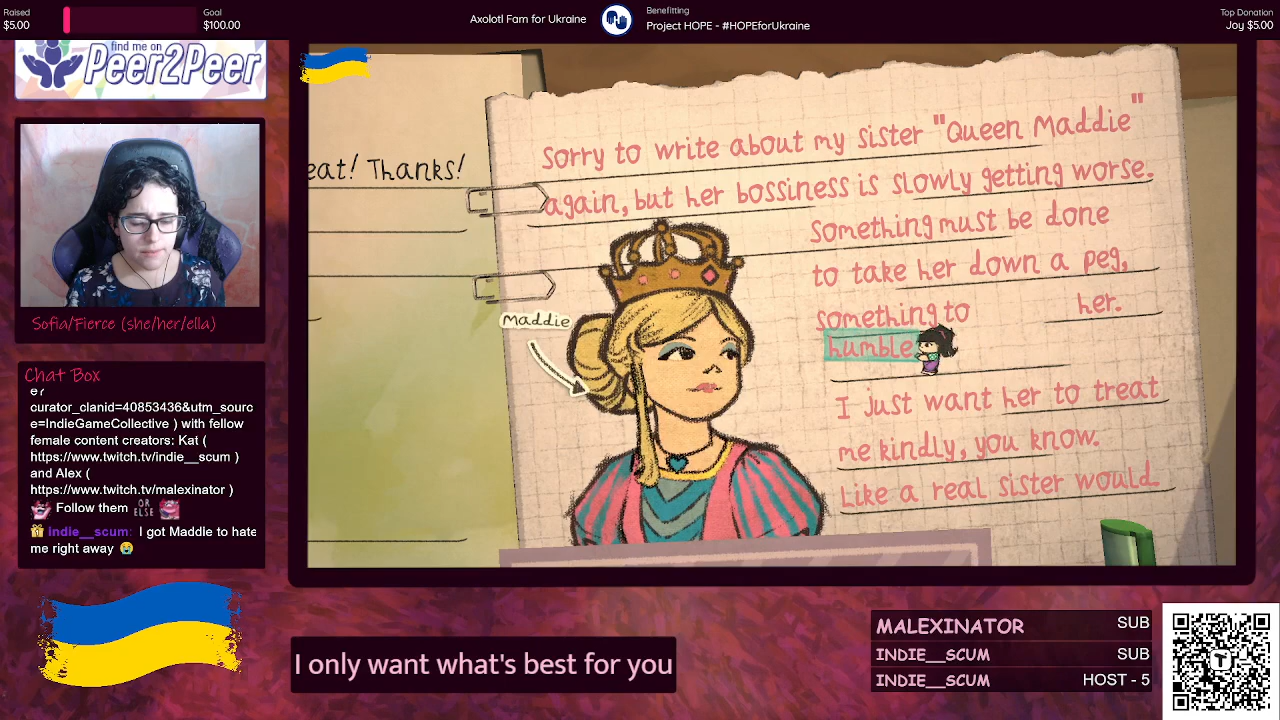 Raised
$5.00
Goal
$100.00
Axolotl Fam for Ukraine
Benefitting
Project HOPE - #HOPEforUkraine
Top Donation
Joy $5.00
find me on
Peer2Peer
Sofia/Fierce (she/her/ella)
Chat Box
curator_clanid=40853436&utm_sourc
e=IndieGameCollective ) with fellow
female content creators: Kat (
https://www.twitch.tv/indie__scum )
and Alex (
https://www.twitch.tv/malexinator )
Follow them OR ELSE
indie__scum: I got Maddie to hate
me right away
eat! Thanks!
Sorry to write about my sister "Queen Maddie"
again, but her bossiness is slowly getting worse.
Something must be done
to take her down a peg,
something to her.
humble
I just want her to treat
me kindly, you know.
Like a real sister would.
Maddie
I only want what's best for you
MALEXINATOR SUB
INDIE__SCUM SUB
INDIE__SCUM HOST - 5
T